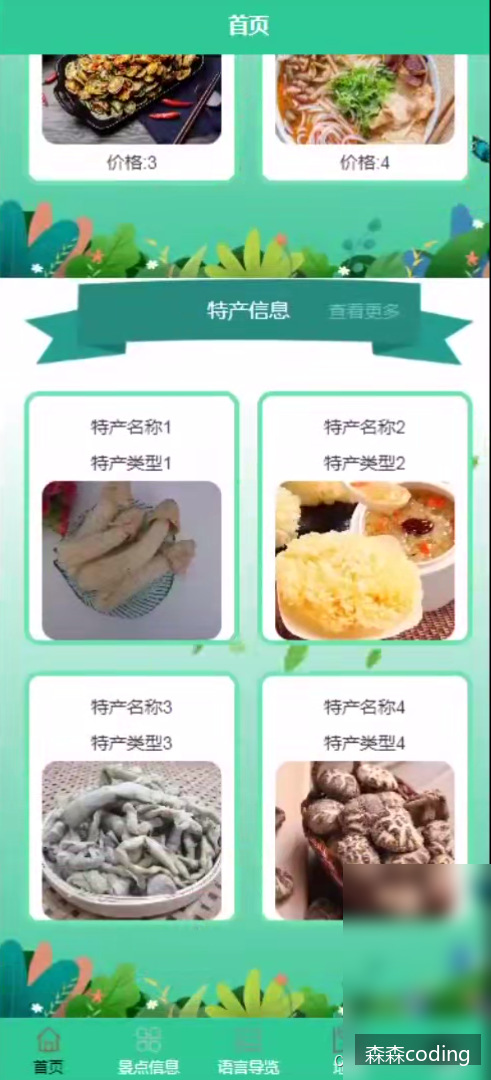 首页
价格:3
价格:4
特产信息
查看更多
特产名称1
特产类型1
特产名称2
特产类型2
特产名称3
特产类型3
特产名称4
特产类型4
首页
景点信息
语言导览
森森coding